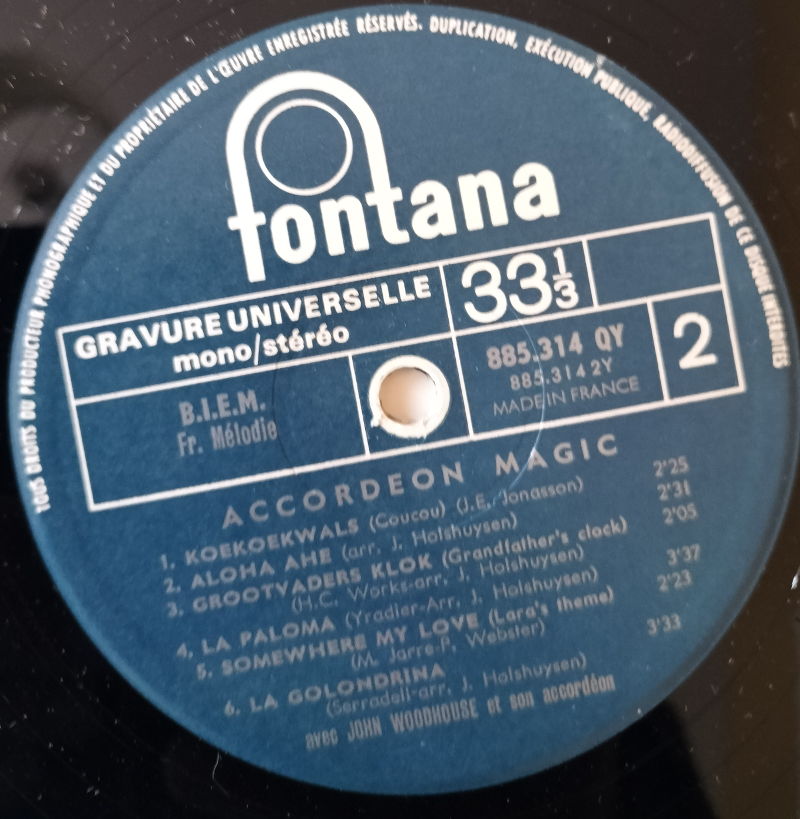 TOUS DROITS DU PRODUCTEUR PHONOGRAPHIQUE ET DU PROPRIÉTAIRE DE L'ŒUVRE ENREGISTRÉE RÉSERVÉS. DUPLICATION, EXÉCUTION PUBLIQUE, RADIODIFFUSION DE CE DISQUE INTERDITES
fontana
GRAVURE UNIVERSELLE
mono/stéréo
33 1/3
B.I.E.M.
Fr. Mélodie
885.314 QY
885.314 2Y
MADE IN FRANCE
2
ACCORDEON MAGIC
1. KOEKOEKWALS (Coucou) (J.E. Jonasson) 2'25
2. ALOHA AHE (arr. J. Holshuysen) 2'31
3. GROOTVADERS KLOK (Grandfather's clock) 2'05
(H.C. Works-arr. J. Holshuysen)
4. LA PALOMA (Yradier-Arr. J. Holshuysen) 3'37
5. SOMEWHERE MY LOVE (Lara's theme) 2'23
(M. Jarre-P. Webster)
6. LA GOLONDRINA 3'33
(Serradell-arr. J. Holshuysen)
avec JOHN WOODHOUSE et son accordéon